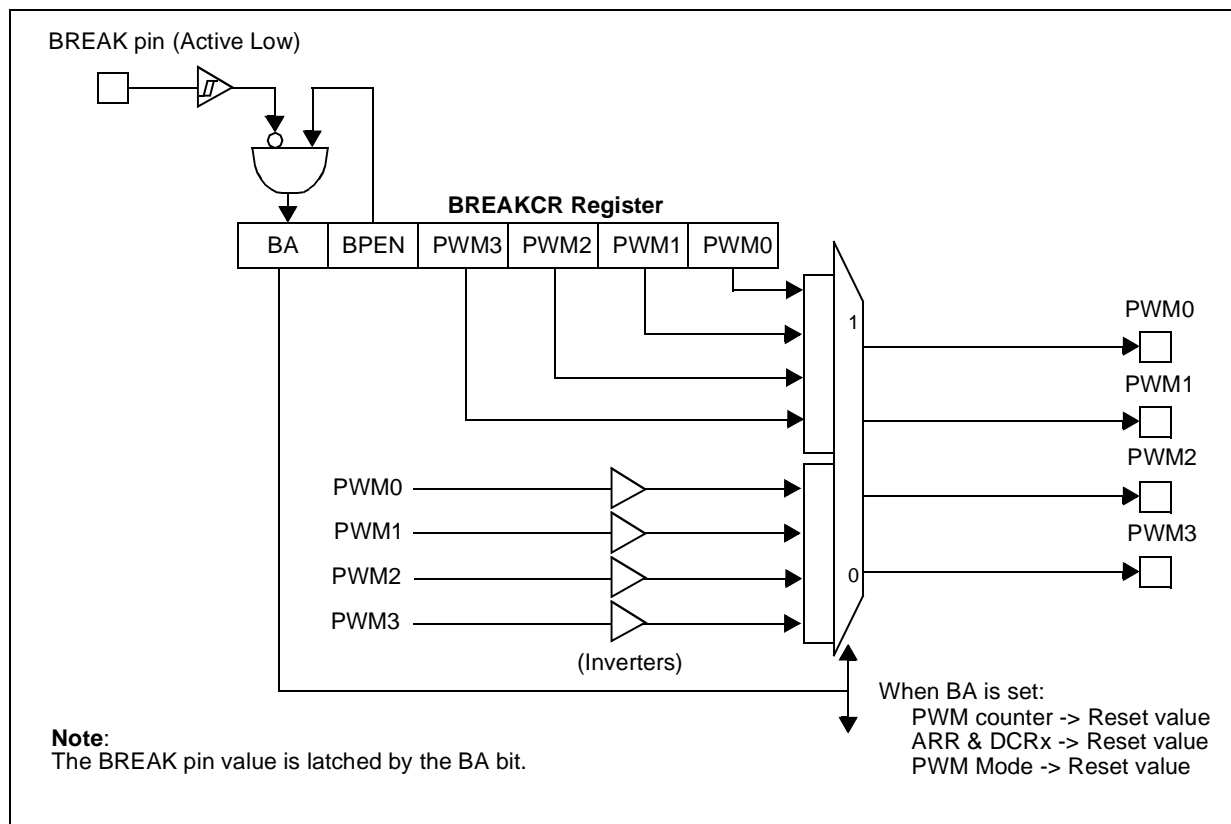 BREAK pin (Active Low)
BREAKCR Register
BA BPEN PWM3 PWM2 PWM1 PWM0
1
PWM0
PWM1
PWM2
PWM3
PWM0
PWM1
PWM2
PWM3
0
(Inverters)
When BA is set:
PWM counter -> Reset value
ARR & DCRx -> Reset value
PWM Mode -> Reset value
Note:
The BREAK pin value is latched by the BA bit.